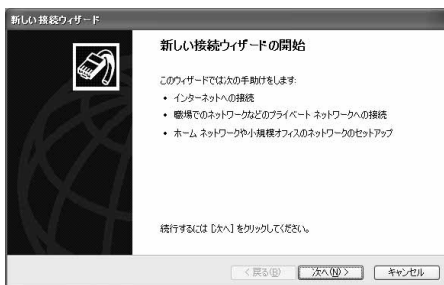 新しい接続ウィザード
新しい接続ウィザードの開始
このウィザードでは次の手助けをします:
• インターネットへの接続
• 職場でのネットワークなどのプライベート ネットワークへの接続
• ホーム ネットワークや小規模オフィスのネットワークのセットアップ
続行するには [次へ] をクリックしてください。
< 戻る(B) 次へ(N) > キャンセル